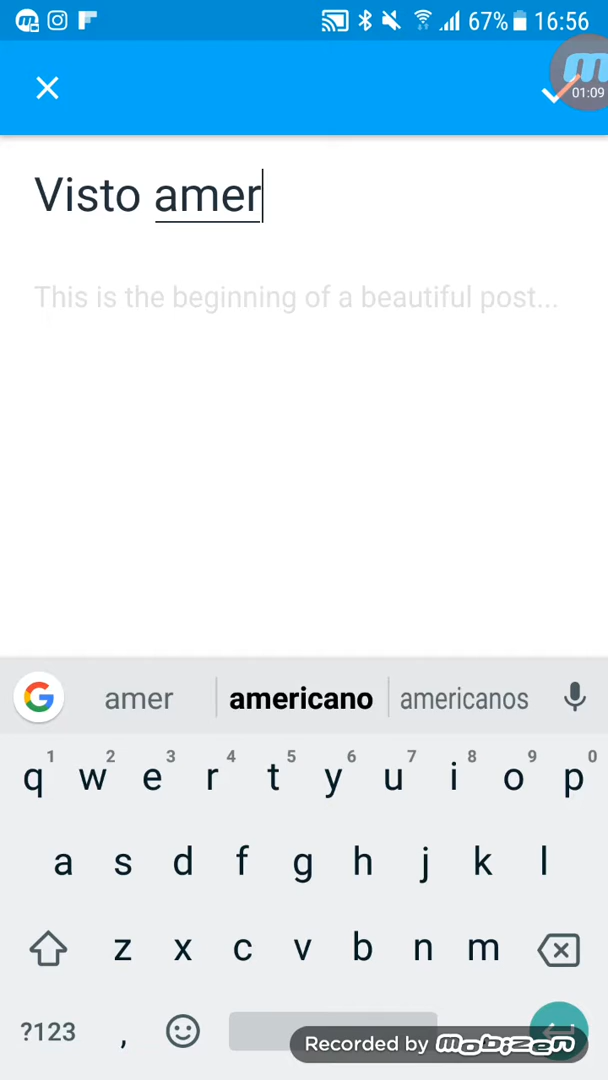 67% 16:56
01:09
Visto amer
This is the beginning of a beautiful post...
G amer americano americanos
1 2 3 4 5 6 7 8 9 0
q w e r t y u i o p
a s d f g h j k l
z x c v b n m
?123 ,
Recorded by mobizen